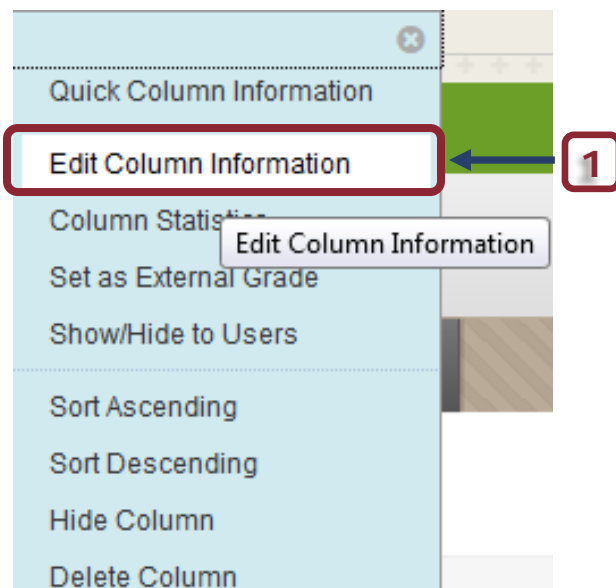 Quick Column Information
Edit Column Information
1
Column Statistics
Edit Column Information
Set as External Grade
Show/Hide to Users
Sort Ascending
Sort Descending
Hide Column
Delete Column